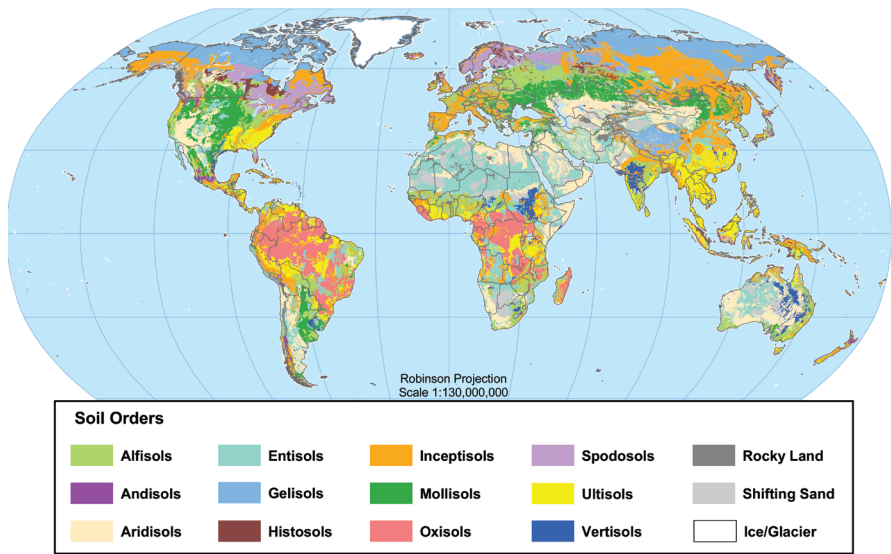 Robinson Projection
Scale 1:130,000,000
Soil Orders
Alfisols Entisols Inceptisols Spodosols Rocky Land
Andisols Gelisols Mollisols Ultisols Shifting Sand
Aridisols Histosols Oxisols Vertisols Ice/Glacier